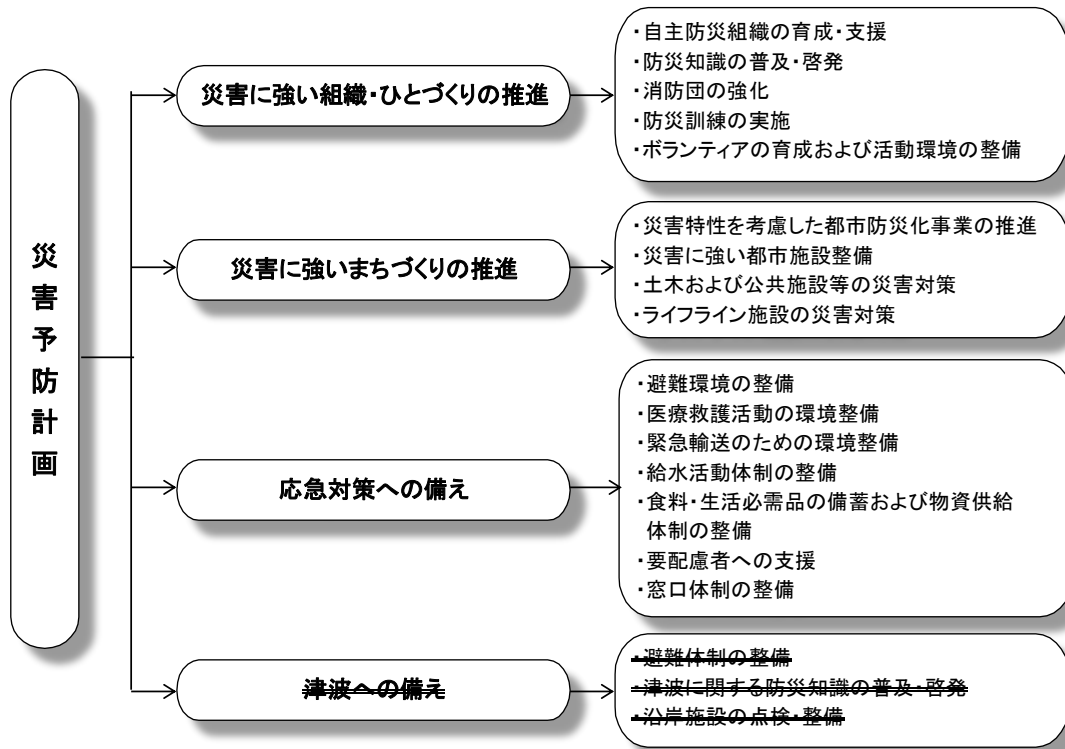 災害予防計画
災害に強い組織・ひとづくりの推進
・自主防災組織の育成・支援
・防災知識の普及・啓発
・消防団の強化
・防災訓練の実施
・ボランティアの育成および活動環境の整備
災害に強いまちづくりの推進
・災害特性を考慮した都市防災化事業の推進
・災害に強い都市施設整備
・土木および公共施設等の災害対策
・ライフライン施設の災害対策
応急対策への備え
・避難環境の整備
・医療救護活動の環境整備
・緊急輸送のための環境整備
・給水活動体制の整備
・食料・生活必需品の備蓄および物資供給
体制の整備
・要配慮者への支援
・窓口体制の整備
津波への備え
・避難体制の整備
・津波に関する防災知識の普及・啓発
・沿岸施設の点検・整備